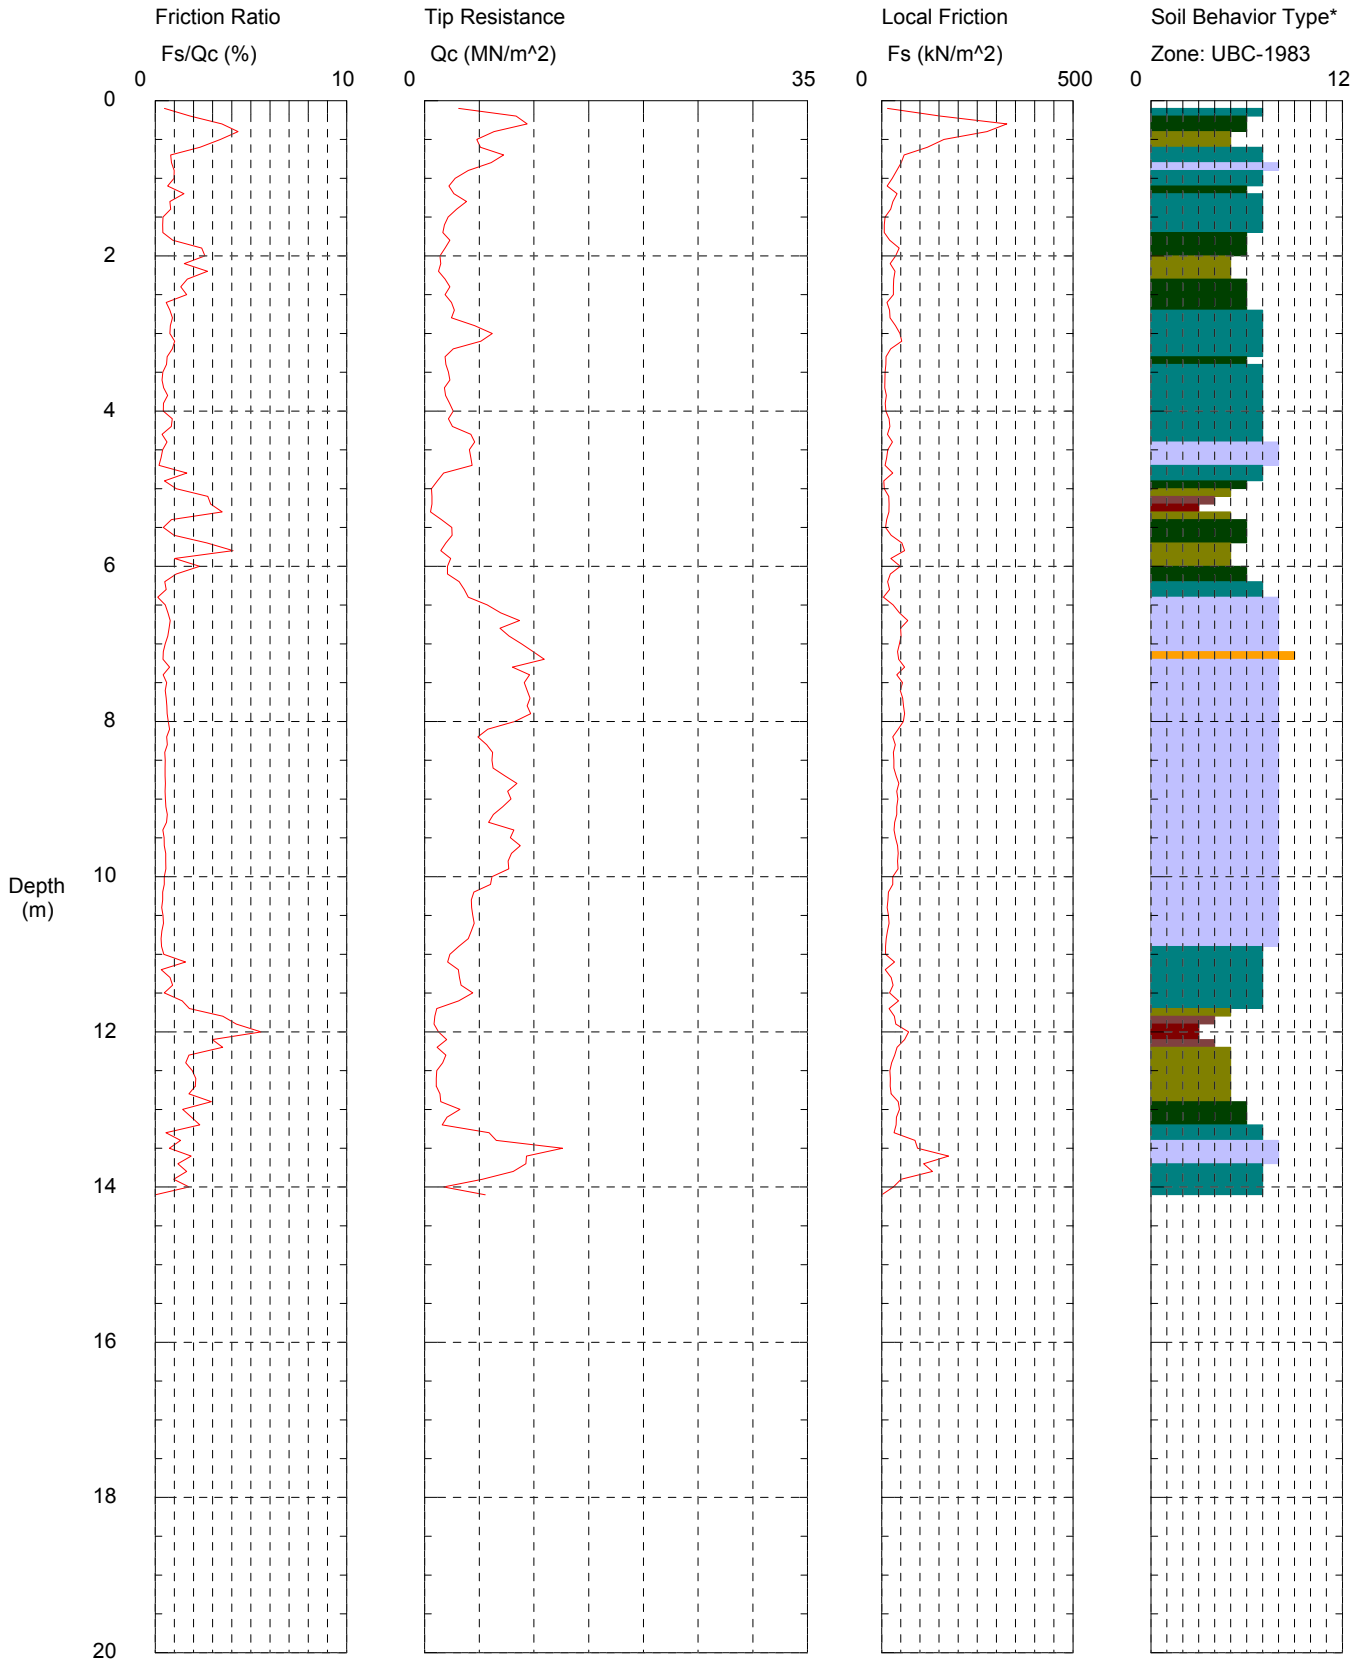 Friction Ratio
Fs/Qc (%)
0 10
Tip Resistance
Qc (MN/m^2)
0 35
Local Friction
Fs (kN/m^2)
0 500
Soil Behavior Type*
Zone: UBC-1983
0 12
Depth
(m)
0
2
4
6
8
10
12
14
16
18
20